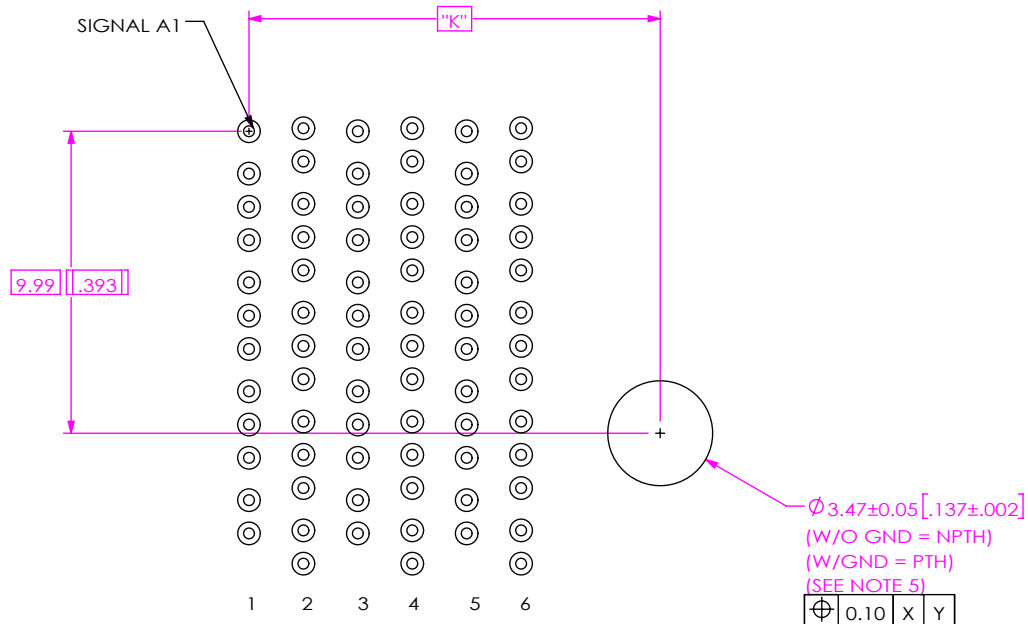 "K"
SIGNAL A1
9.99 [.393]
1 2 3 4 5 6
Ø3.47±0.05 [.137±.002]
(W/O GND = NPTH)
(W/GND = PTH)
(SEE NOTE 5)
⌖ 0.10 X Y